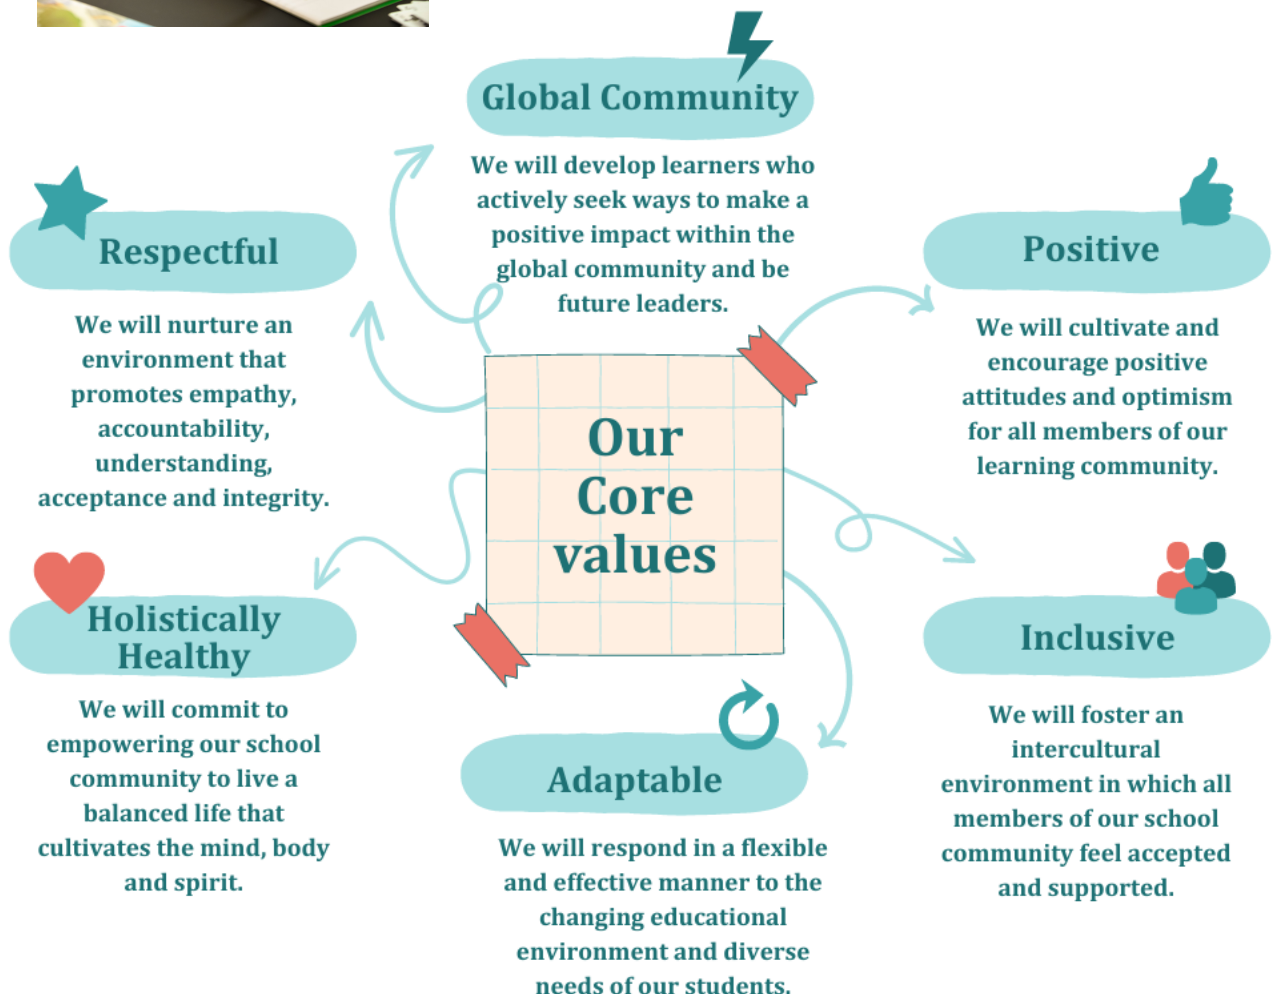 Global Community
We will develop learners who
actively seek ways to make a
positive impact within the
global community and be
future leaders.
Respectful
We will nurture an
environment that
promotes empathy,
accountability,
understanding,
acceptance and integrity.
Positive
We will cultivate and
encourage positive
attitudes and optimism
for all members of our
learning community.
Our
Core
values
Holistically
Healthy
We will commit to
empowering our school
community to live a
balanced life that
cultivates the mind, body
and spirit.
Adaptable
We will respond in a flexible
and effective manner to the
changing educational
environment and diverse
needs of our students.
Inclusive
We will foster an
intercultural
environment in which all
members of our school
community feel accepted
and supported.